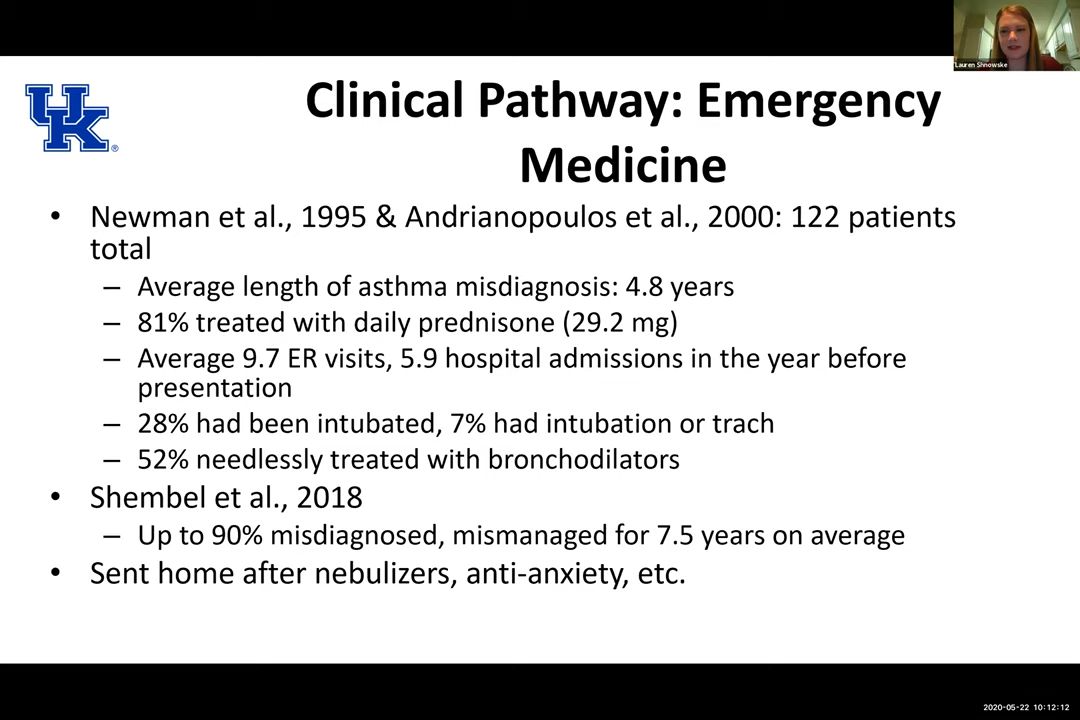 Lauren Shnowske
UK®
Clinical Pathway: Emergency
Medicine
• Newman et al., 1995 & Andrianopoulos et al., 2000: 122 patients
total
– Average length of asthma misdiagnosis: 4.8 years
– 81% treated with daily prednisone (29.2 mg)
– Average 9.7 ER visits, 5.9 hospital admissions in the year before
presentation
– 28% had been intubated, 7% had intubation or trach
– 52% needlessly treated with bronchodilators
• Shembel et al., 2018
– Up to 90% misdiagnosed, mismanaged for 7.5 years on average
• Sent home after nebulizers, anti-anxiety, etc.
2020-05-22 10:12:12